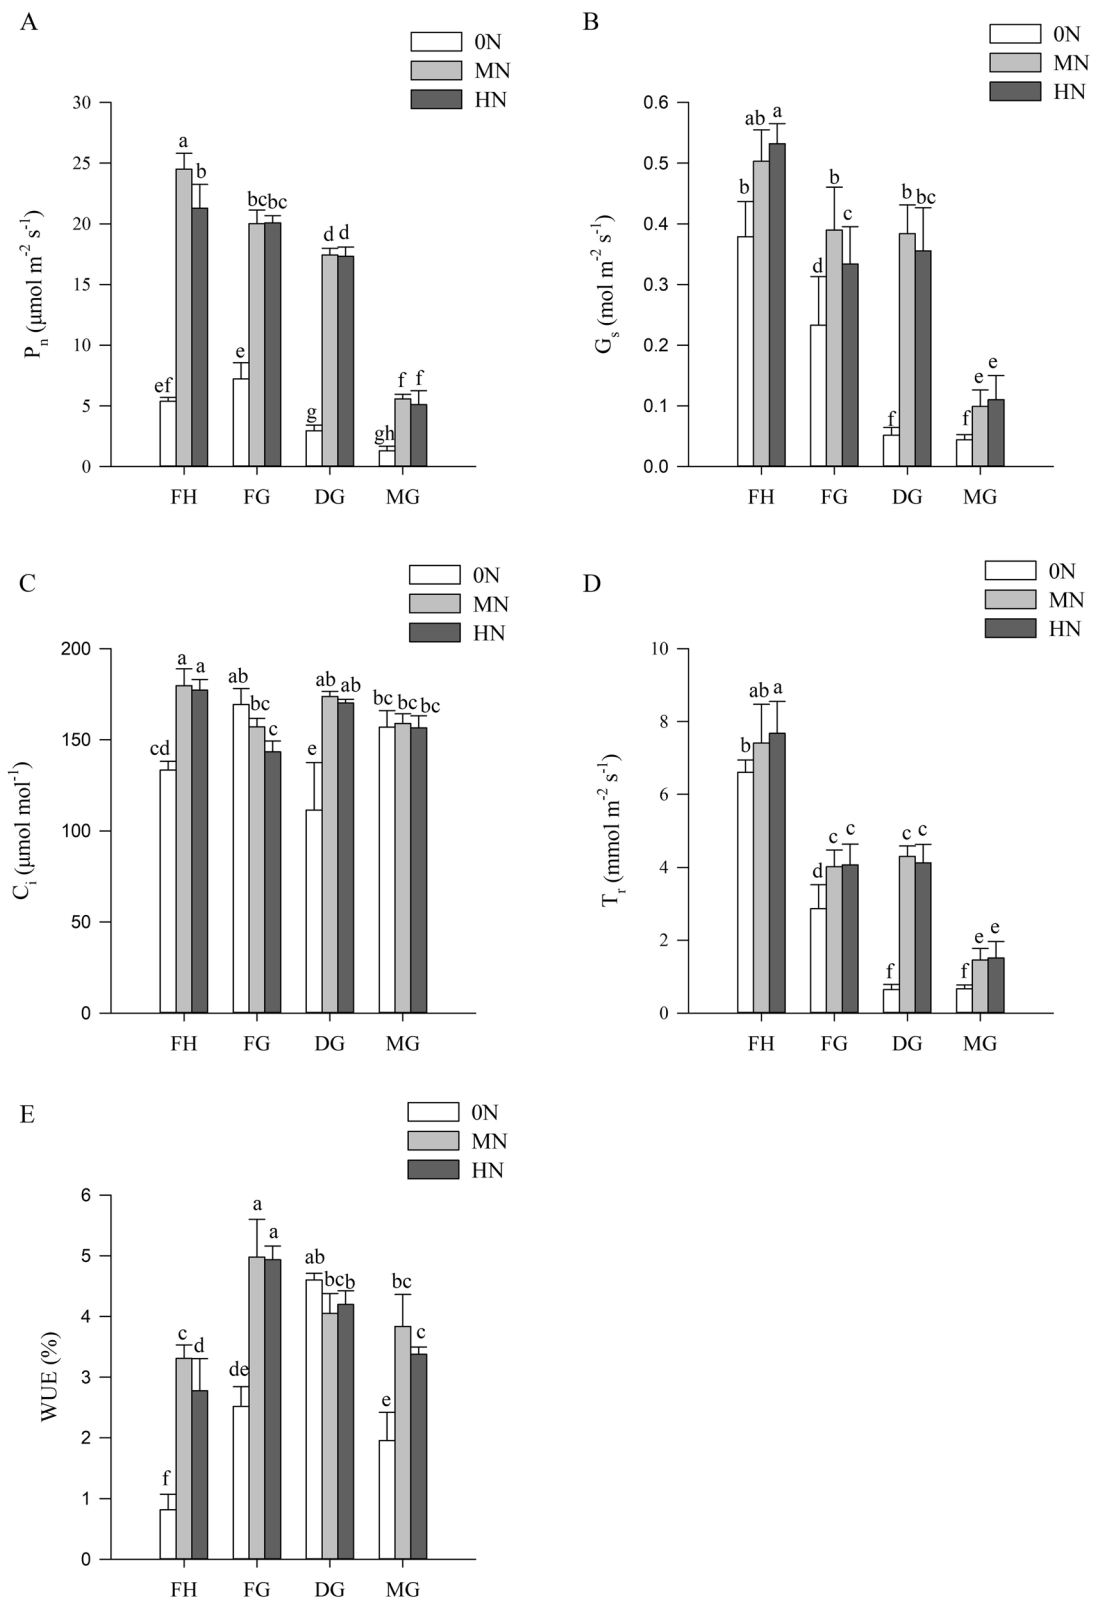 A
0N
MN
HN
30
25
20
15
10
5
0
Pn (μmol m-2 s-1)
ef
a
b
e
bc
bc
g
d
d
gh
f
f
FH
FG
DG
MG
B
0N
MN
HN
0.6
0.5
0.4
0.3
0.2
0.1
0.0
Gs (mol m-2 s-1)
b
ab
a
d
b
c
f
b
bc
f
e
e
FH
FG
DG
MG
C
0N
MN
HN
200
150
100
50
0
Ci (μmol mol-1)
cd
a
a
ab
bc
c
e
ab
ab
bc
bc
bc
FH
FG
DG
MG
D
0N
MN
HN
10
8
6
4
2
0
Tr (mmol m-2 s-1)
b
ab
a
d
c
c
f
c
c
f
e
e
FH
FG
DG
MG
E
0N
MN
HN
6
5
4
3
2
1
0
WUE (%)
f
c
d
de
a
a
ab
bc
b
e
bc
c
FH
FG
DG
MG